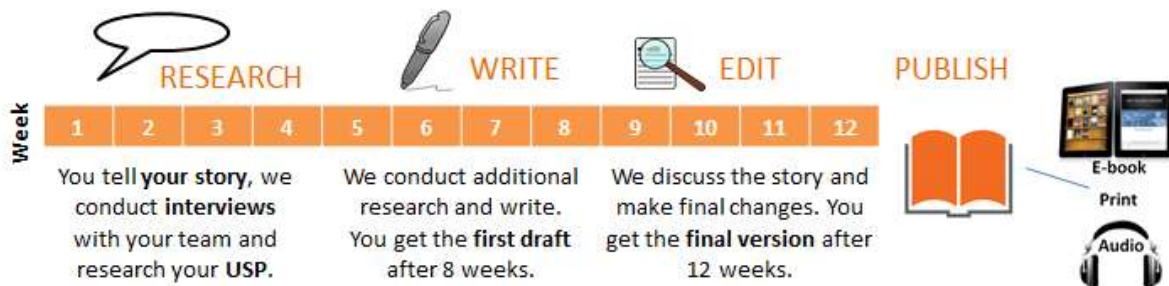 RESEARCH
WRITE
EDIT
PUBLISH
Week
1 2 3 4 5 6 7 8 9 10 11 12
You tell your story, we
conduct interviews
with your team and
research your USP.
We conduct additional
research and write.
You get the first draft
after 8 weeks.
We discuss the story and
make final changes. You
get the final version after
12 weeks.
E-book
Print
Audio